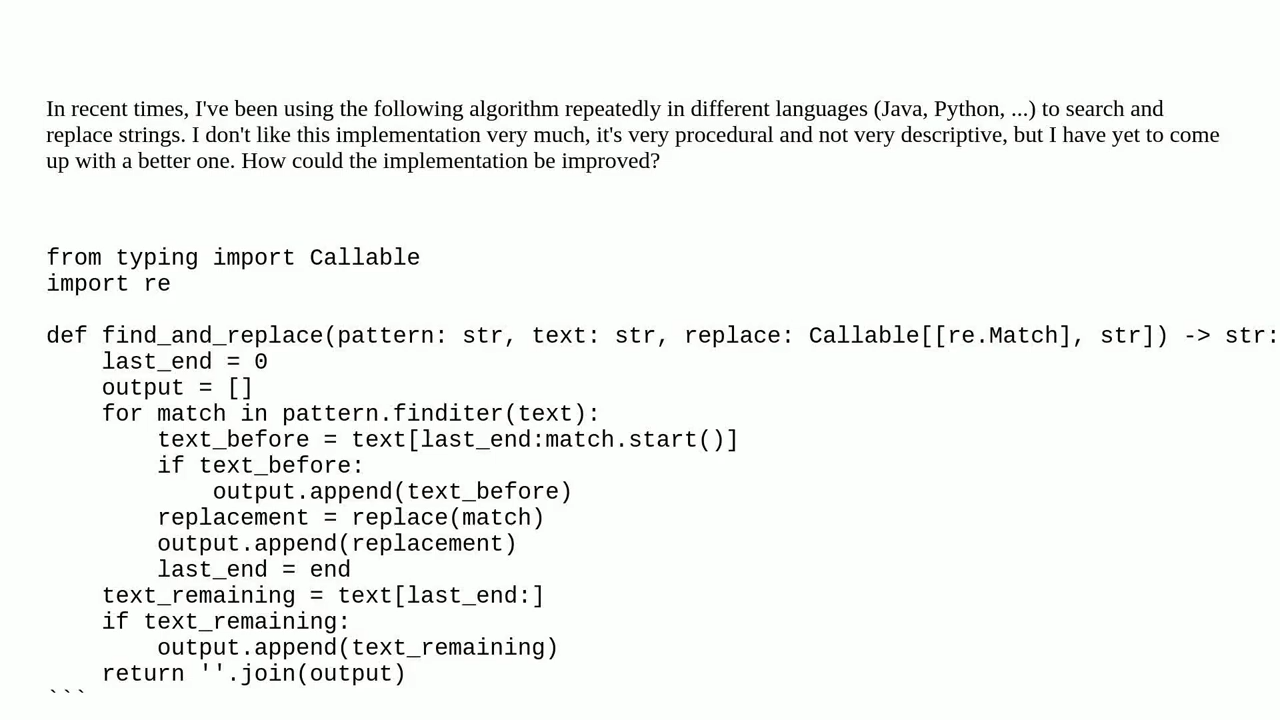 In recent times, I've been using the following algorithm repeatedly in different languages (Java, Python, ...) to search and
replace strings. I don't like this implementation very much, it's very procedural and not very descriptive, but I have yet to come
up with a better one. How could the implementation be improved?
from typing import Callable
import re
def find_and_replace(pattern: str, text: str, replace: Callable[[re.Match], str]) -> str:
    last_end = 0
    output = []
    for match in pattern.finditer(text):
        text_before = text[last_end:match.start()]
        if text_before:
            output.append(text_before)
        replacement = replace(match)
        output.append(replacement)
        last_end = end
    text_remaining = text[last_end:]
    if text_remaining:
        output.append(text_remaining)
    return ''.join(output)
```